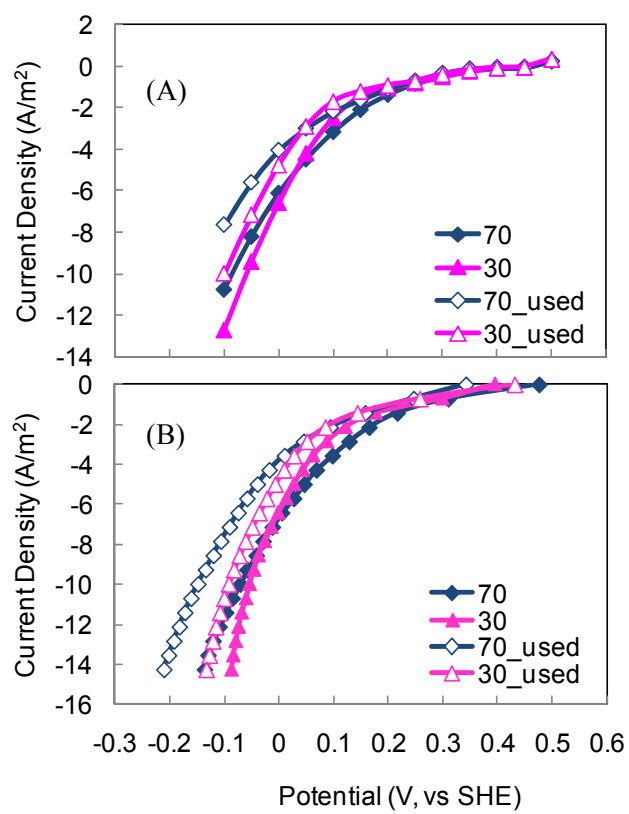 2
0
-2
-4
-6
-8
-10
-12
-14
Current Density (A/m²)
(A)
70
30
70_used
30_used
0
-2
-4
-6
-8
-10
-12
-14
-16
Current Density (A/m²)
(B)
70
30
70_used
30_used
-0.3 -0.2 -0.1 0 0.1 0.2 0.3 0.4 0.5 0.6
Potential (V, vs SHE)